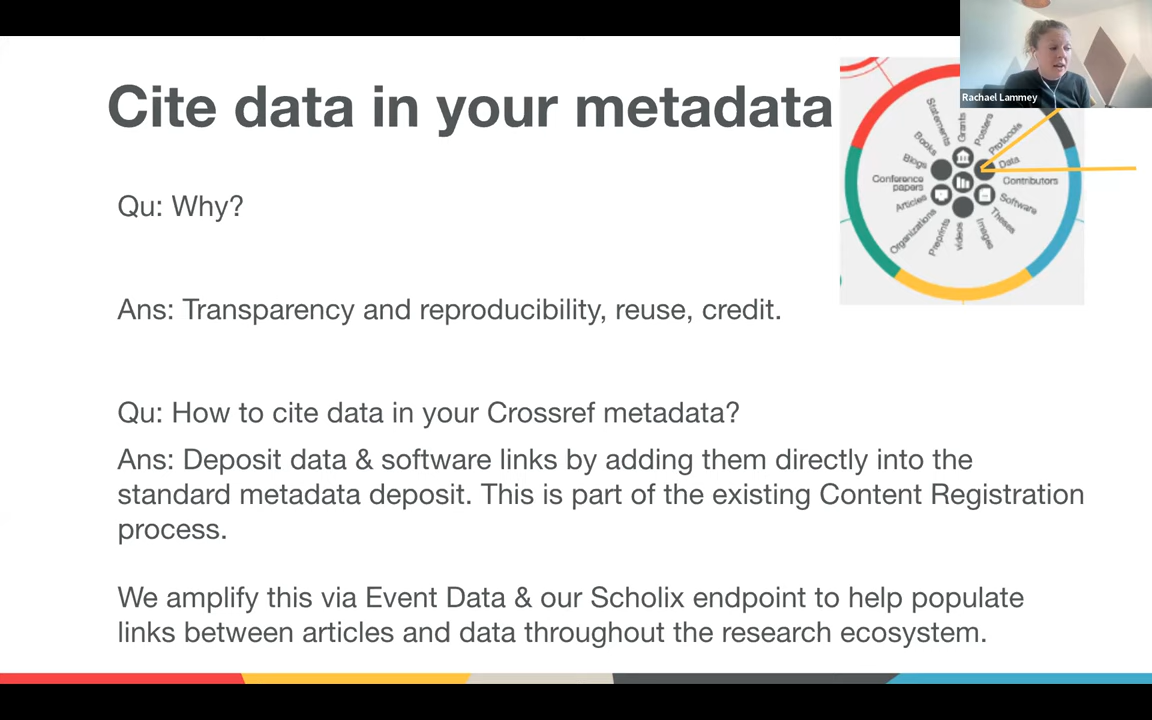 Cite data in your metadata
Rachael Lammey
Qu: Why?
Ans: Transparency and reproducibility, reuse, credit.
Qu: How to cite data in your Crossref metadata?
Ans: Deposit data & software links by adding them directly into the
standard metadata deposit. This is part of the existing Content Registration
process.
We amplify this via Event Data & our Scholix endpoint to help populate
links between articles and data throughout the research ecosystem.
Statements
Grants
Posters
Protocols
Data
Contributors
Software
Theses
Images
videos
Preprints
Organizations
Articles
Conference
papers
Blogs
Books